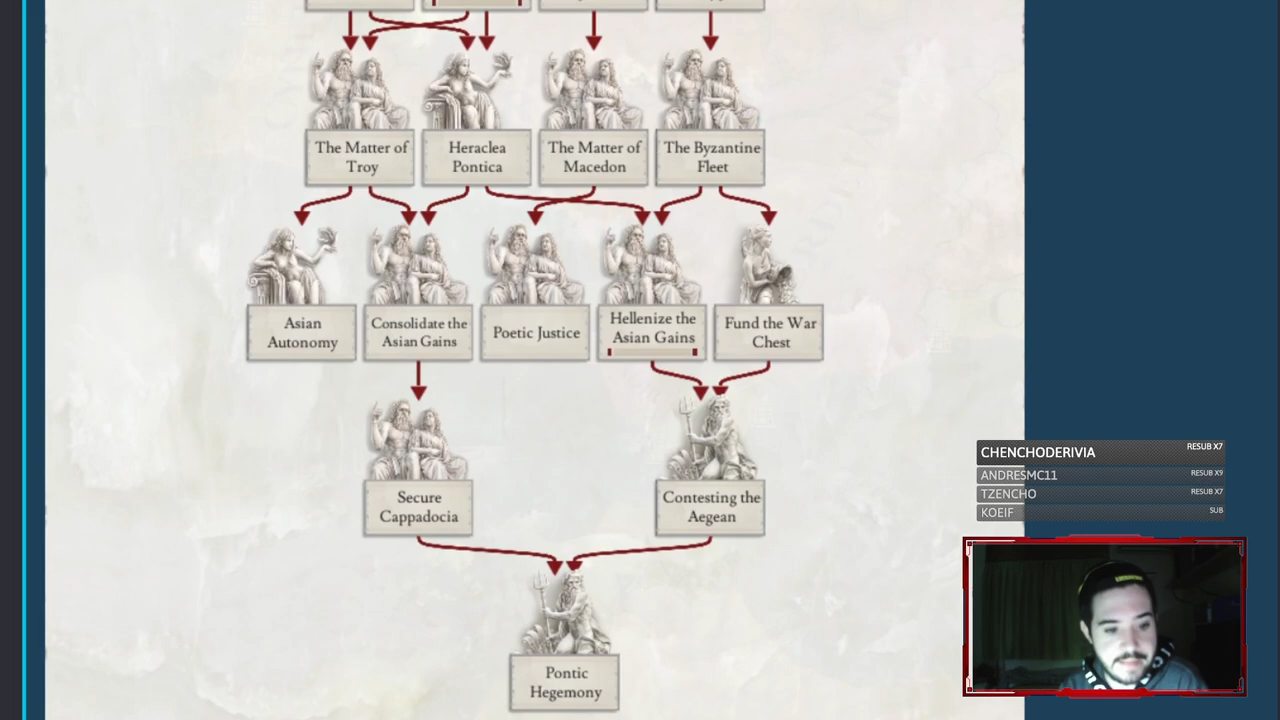 The Matter of
Troy
Heraclea
Pontica
The Matter of
Macedon
The Byzantine
Fleet
Asian
Autonomy
Consolidate the
Asian Gains
Poetic Justice
Hellenize the
Asian Gains
Fund the War
Chest
Secure
Cappadocia
Contesting the
Aegean
Pontic
Hegemony
CHENCHODERIVIA RESUB X7
ANDRESMC11 RESUB X9
TZENCHO RESUB X7
KOEIF SUB